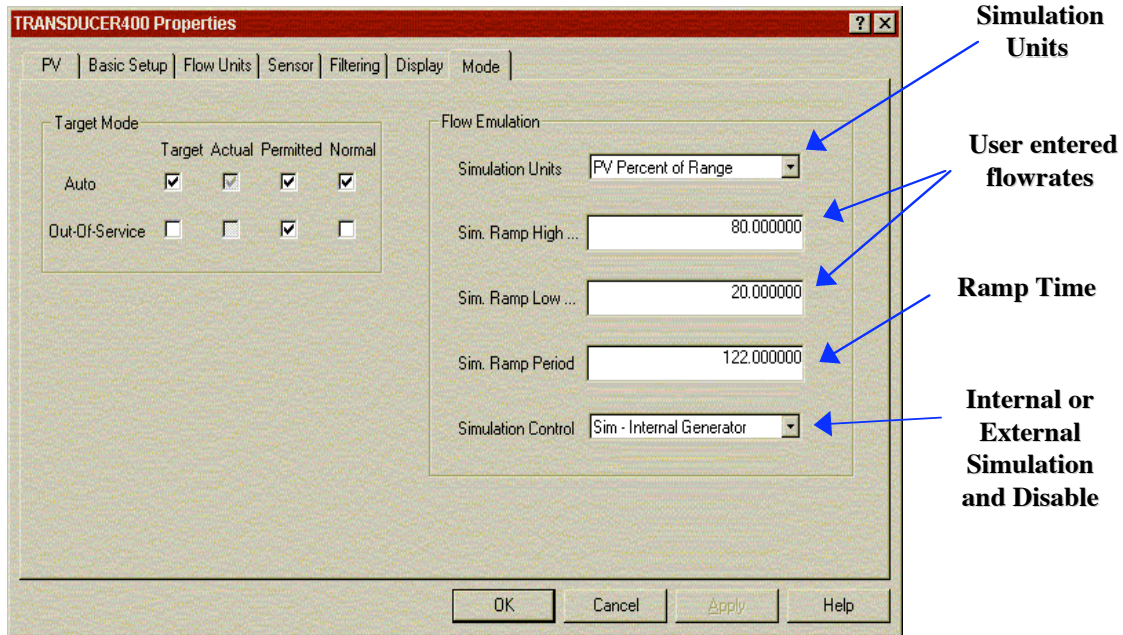 TRANSDUCER400 Properties
PV Basic Setup Flow Units Sensor Filtering Display Mode
Target Mode
Target Actual Permitted Normal
Auto
Out-Of-Service
Flow Emulation
Simulation Units PV Percent of Range
Sim. Ramp High ... 80.000000
Sim. Ramp Low ... 20.000000
Sim. Ramp Period 122.000000
Simulation Control Sim - Internal Generator
OK Cancel Apply Help
Simulation
Units
User entered
flowrates
Ramp Time
Internal or
External
Simulation
and Disable